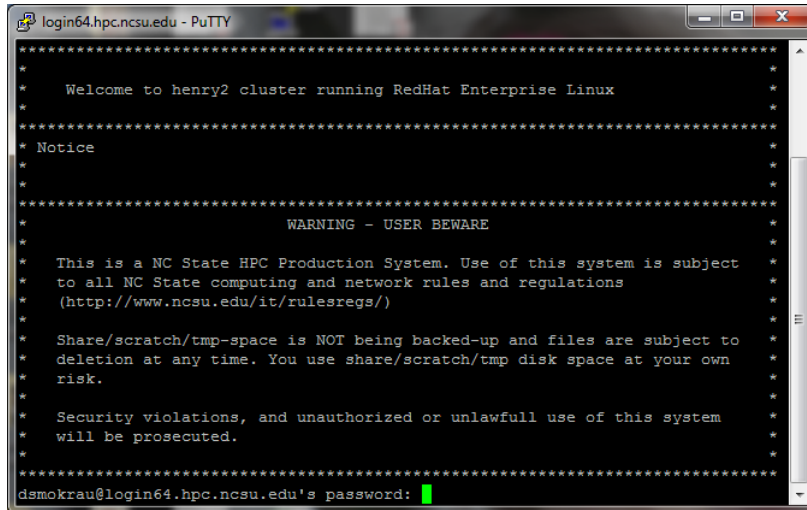 login64.hpc.ncsu.edu - PuTTY
******************************************************************************
*                                                                            *
*    Welcome to henry2 cluster running RedHat Enterprise Linux               *
*                                                                            *
******************************************************************************
* Notice                                                                     *
*                                                                            *
*                                                                            *
******************************************************************************
*                          WARNING - USER BEWARE                             *
*                                                                            *
*   This is a NC State HPC Production System. Use of this system is subject  *
*   to all NC State computing and network rules and regulations              *
*   (http://www.ncsu.edu/it/rulesregs/)                                      *
*                                                                            *
*   Share/scratch/tmp-space is NOT being backed-up and files are subject to  *
*   deletion at any time. You use share/scratch/tmp disk space at your own   *
*   risk.                                                                    *
*                                                                            *
*   Security violations, and unauthorized or unlawfull use of this system    *
*   will be prosecuted.                                                      *
*                                                                            *
******************************************************************************
dsmokrau@login64.hpc.ncsu.edu's password: